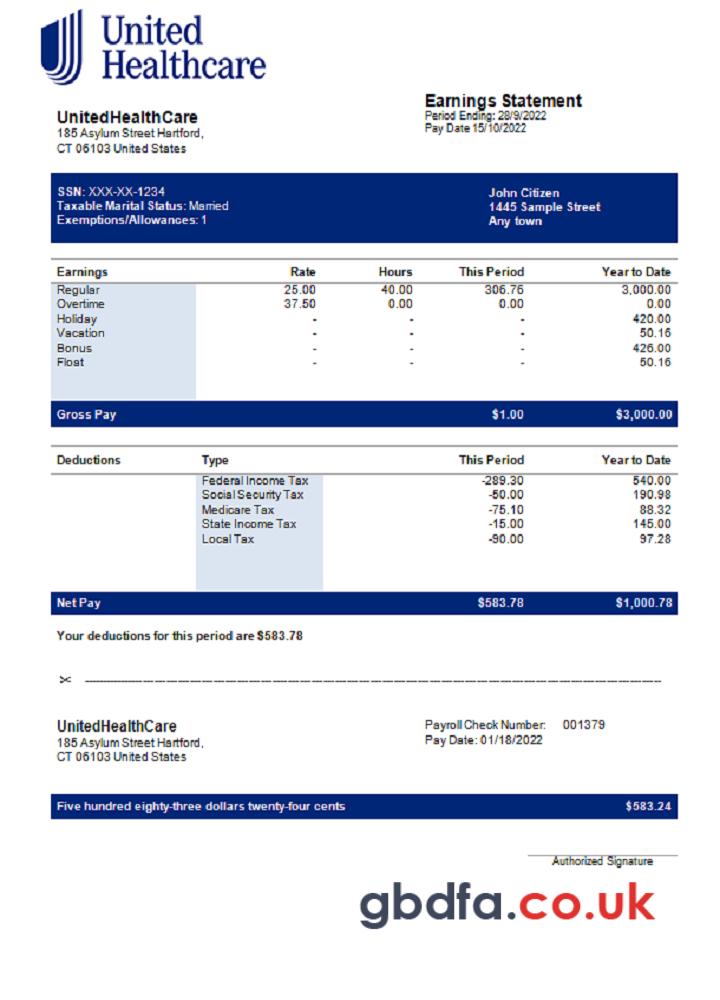 United
Healthcare
Earnings Statement
UnitedHealthCare
Period Ending: 28/9/2022
185 Asylum Street Hartford,
Pay Date 15/10/2022
CT 06103 United States
SSN: XXX-XX-1234
John Citizen
Taxable Marital Status: Married
1445 Sample Street
Exemptions/Allowances: 1
Any town
Earnings Rate Hours This Period Year to Date
Regular 25.00 40.00 306.76 3,000.00
Overtime 37.50 0.00 0.00 0.00
Holiday - - - 420.00
Vacation - - - 50.16
Bonus - - - 426.00
Float - - - 50.16
Gross Pay $1.00 $3,000.00
Deductions Type This Period Year to Date
Federal Income Tax -289.30 540.00
Social Security Tax -50.00 190.98
Medicare Tax -75.10 88.32
State Income Tax -15.00 145.00
Local Tax -90.00 97.28
Net Pay $583.78 $1,000.78
Your deductions for this period are $583.78
UnitedHealthCare
Payroll Check Number: 001379
185 Asylum Street Hartford,
Pay Date: 01/18/2022
CT 06103 United States
Five hundred eighty-three dollars twenty-four cents $583.24
Authorized Signature
gbdfa.co.uk